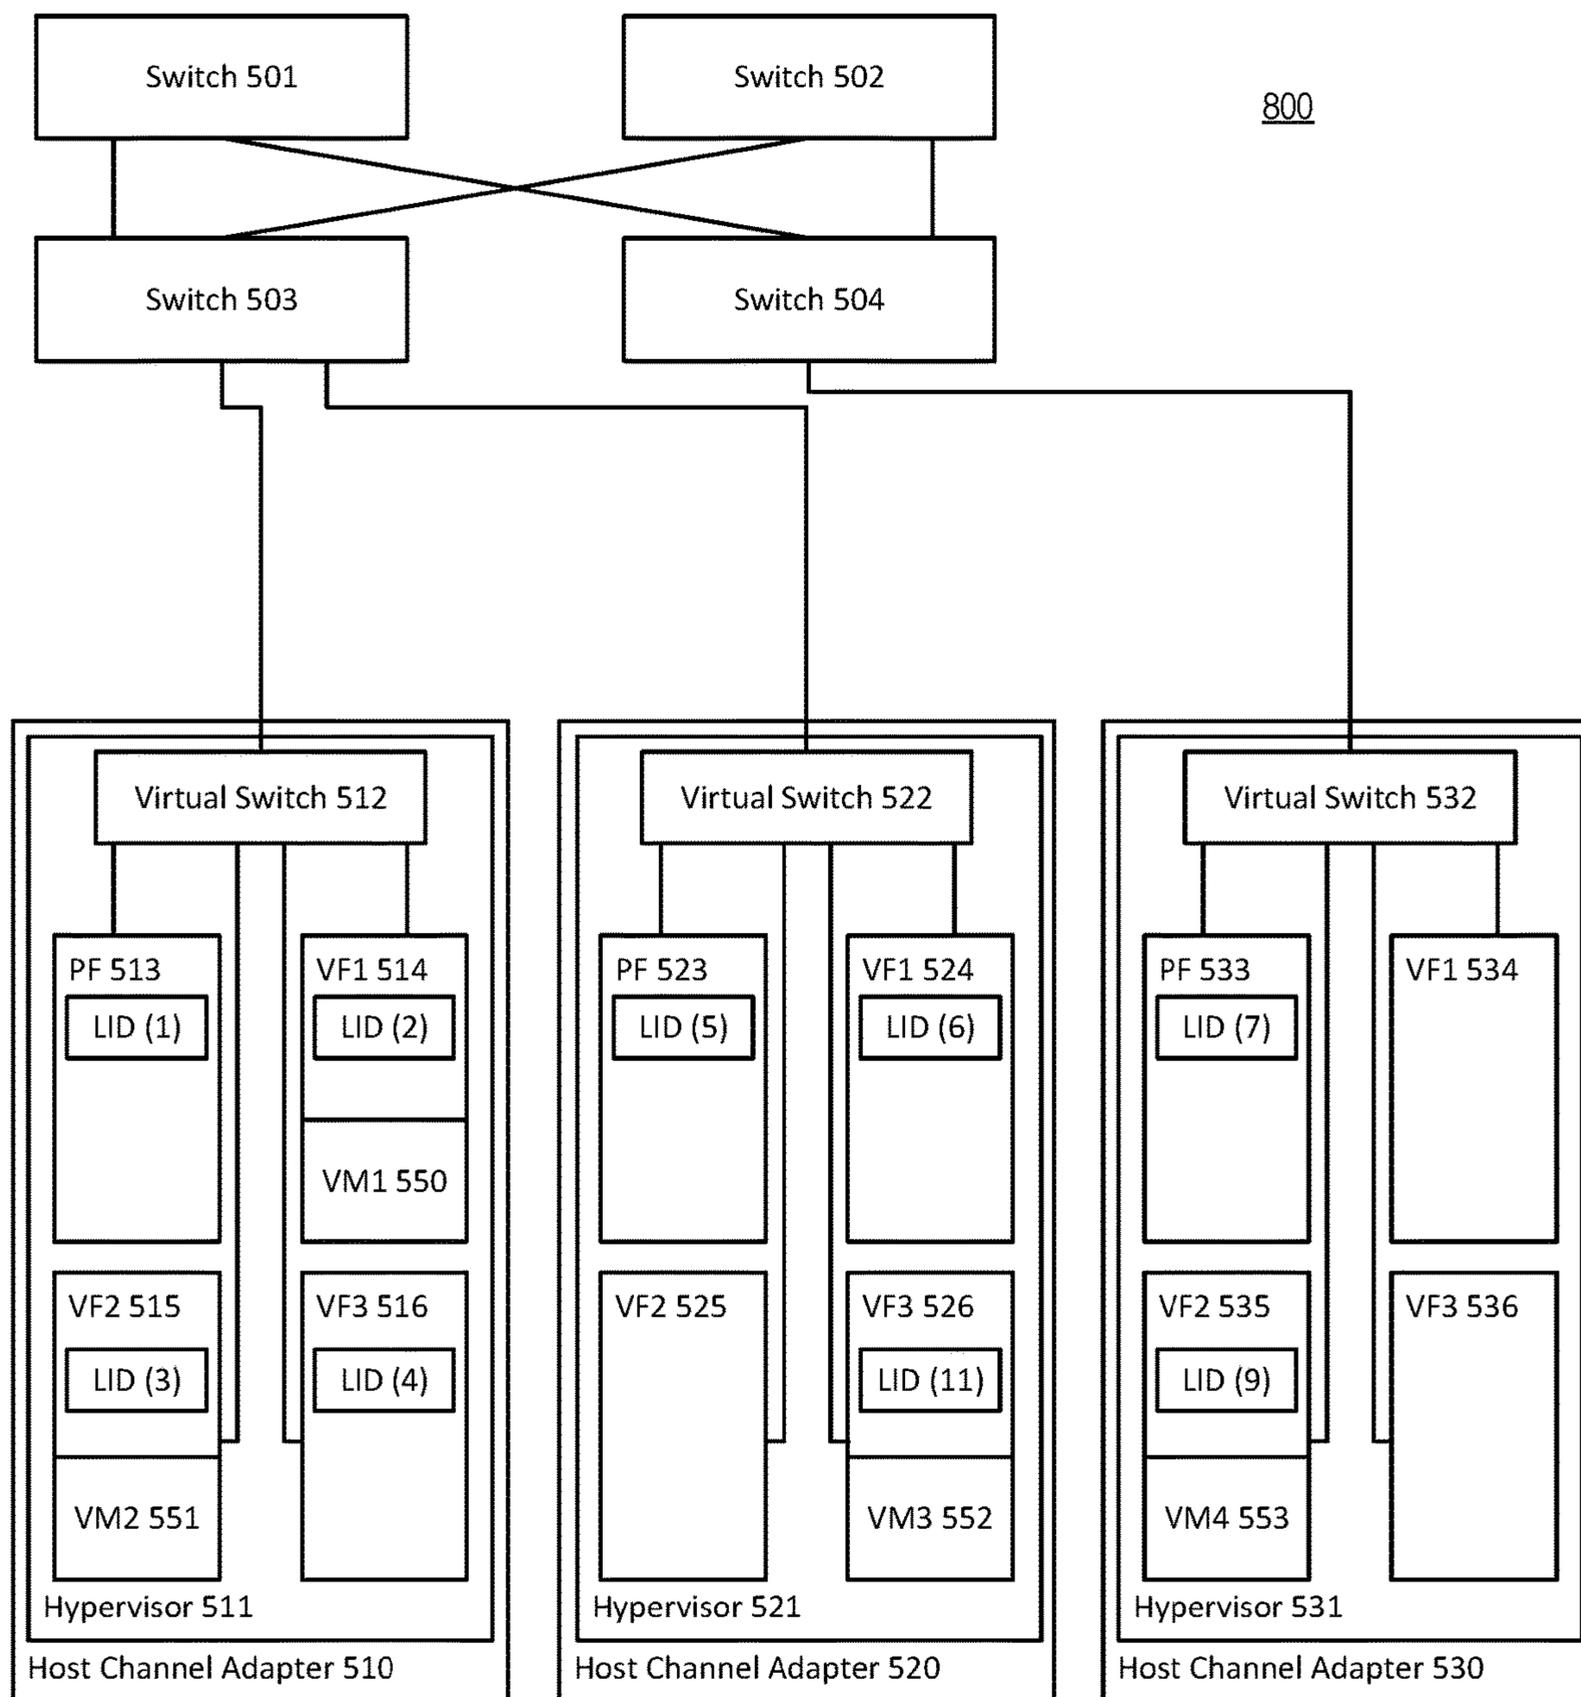 Switch 501
Switch 502
800
Switch 503
Switch 504
Virtual Switch 512
Virtual Switch 522
Virtual Switch 532
PF 513
LID (1)
VF1 514
LID (2)
VM1 550
PF 523
LID (5)
VF1 524
LID (6)
PF 533
LID (7)
VF1 534
VF2 515
LID (3)
VM2 551
VF3 516
LID (4)
VF2 525
VF3 526
LID (11)
VM3 552
VF2 535
LID (9)
VM4 553
VF3 536
Hypervisor 511
Hypervisor 521
Hypervisor 531
Host Channel Adapter 510
Host Channel Adapter 520
Host Channel Adapter 530